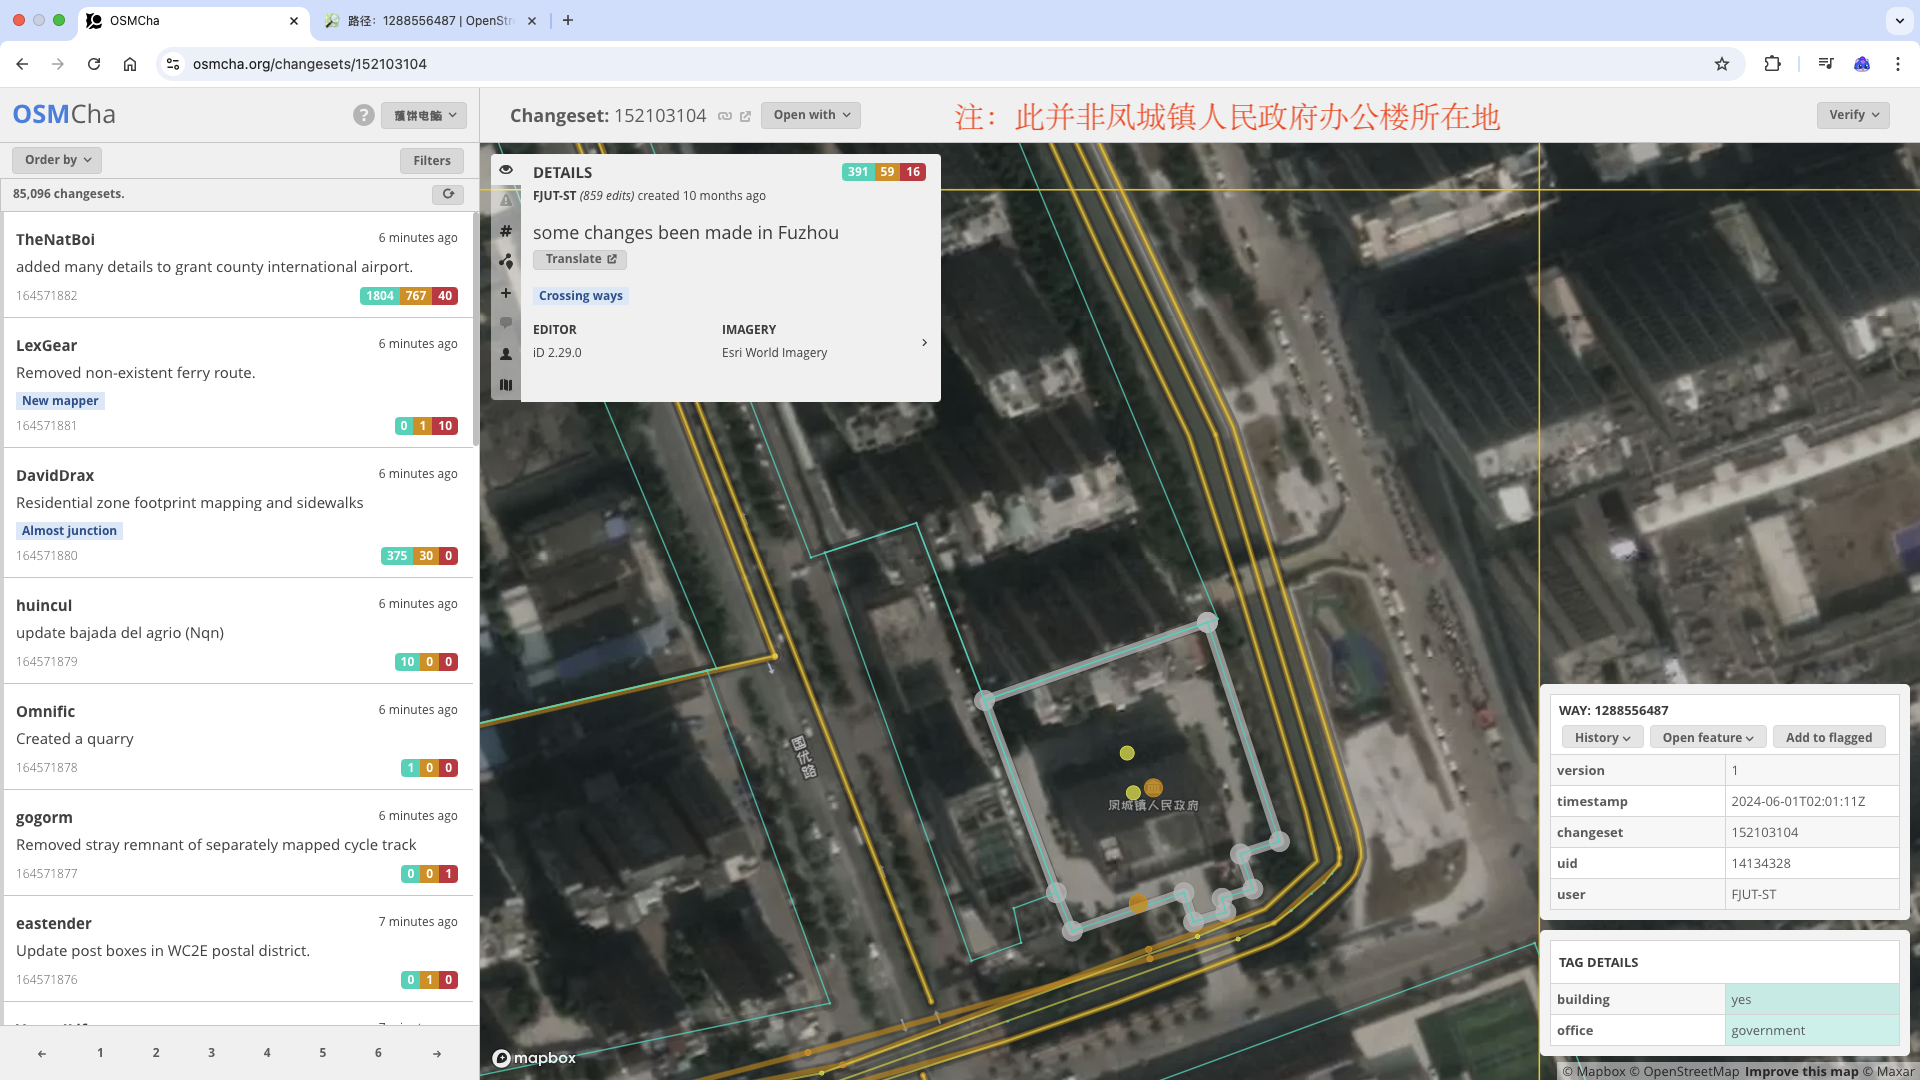 OSMCha
路径：1288556487 | OpenStr
osmcha.org/changesets/152103104
OSMCha
薄饼电脑
Order by
Filters
85,096 changesets.
TheNatBoi
6 minutes ago
added many details to grant county international airport.
164571882
1804 767 40
LexGear
6 minutes ago
Removed non-existent ferry route.
New mapper
164571881
0 1 10
DavidDrax
6 minutes ago
Residential zone footprint mapping and sidewalks
Almost junction
164571880
375 30 0
huincul
6 minutes ago
update bajada del agrio (Nqn)
164571879
10 0 0
Omnific
6 minutes ago
Created a quarry
164571878
1 0 0
gogorm
6 minutes ago
Removed stray remnant of separately mapped cycle track
164571877
0 0 1
eastender
7 minutes ago
Update post boxes in WC2E postal district.
164571876
0 1 0
← 1 2 3 4 5 6 →
Changeset: 152103104
Open with
注：此并非凤城镇人民政府办公楼所在地
Verify
DETAILS
391 59 16
FJUT-ST (859 edits) created 10 months ago
some changes been made in Fuzhou
Translate
Crossing ways
EDITOR
IMAGERY
iD 2.29.0
Esri World Imagery
凤城镇人民政府
WAY: 1288556487
History
Open feature
Add to flagged
version 1
timestamp 2024-06-01T02:01:11Z
changeset 152103104
uid 14134328
user FJUT-ST
TAG DETAILS
building yes
office government
mapbox
© Mapbox © OpenStreetMap Improve this map © Maxar